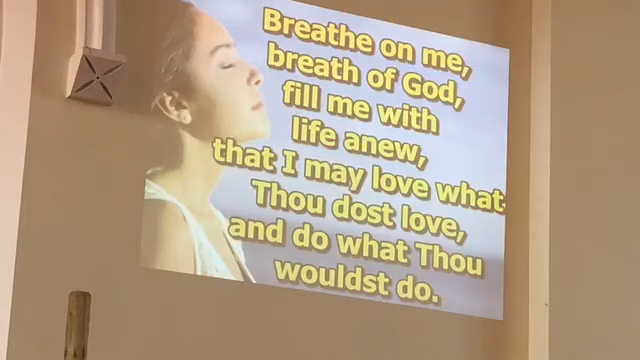 Breathe on me,
breath of God,
fill me with
life anew,
that I may love what
Thou dost love,
and do what Thou
wouldst do.